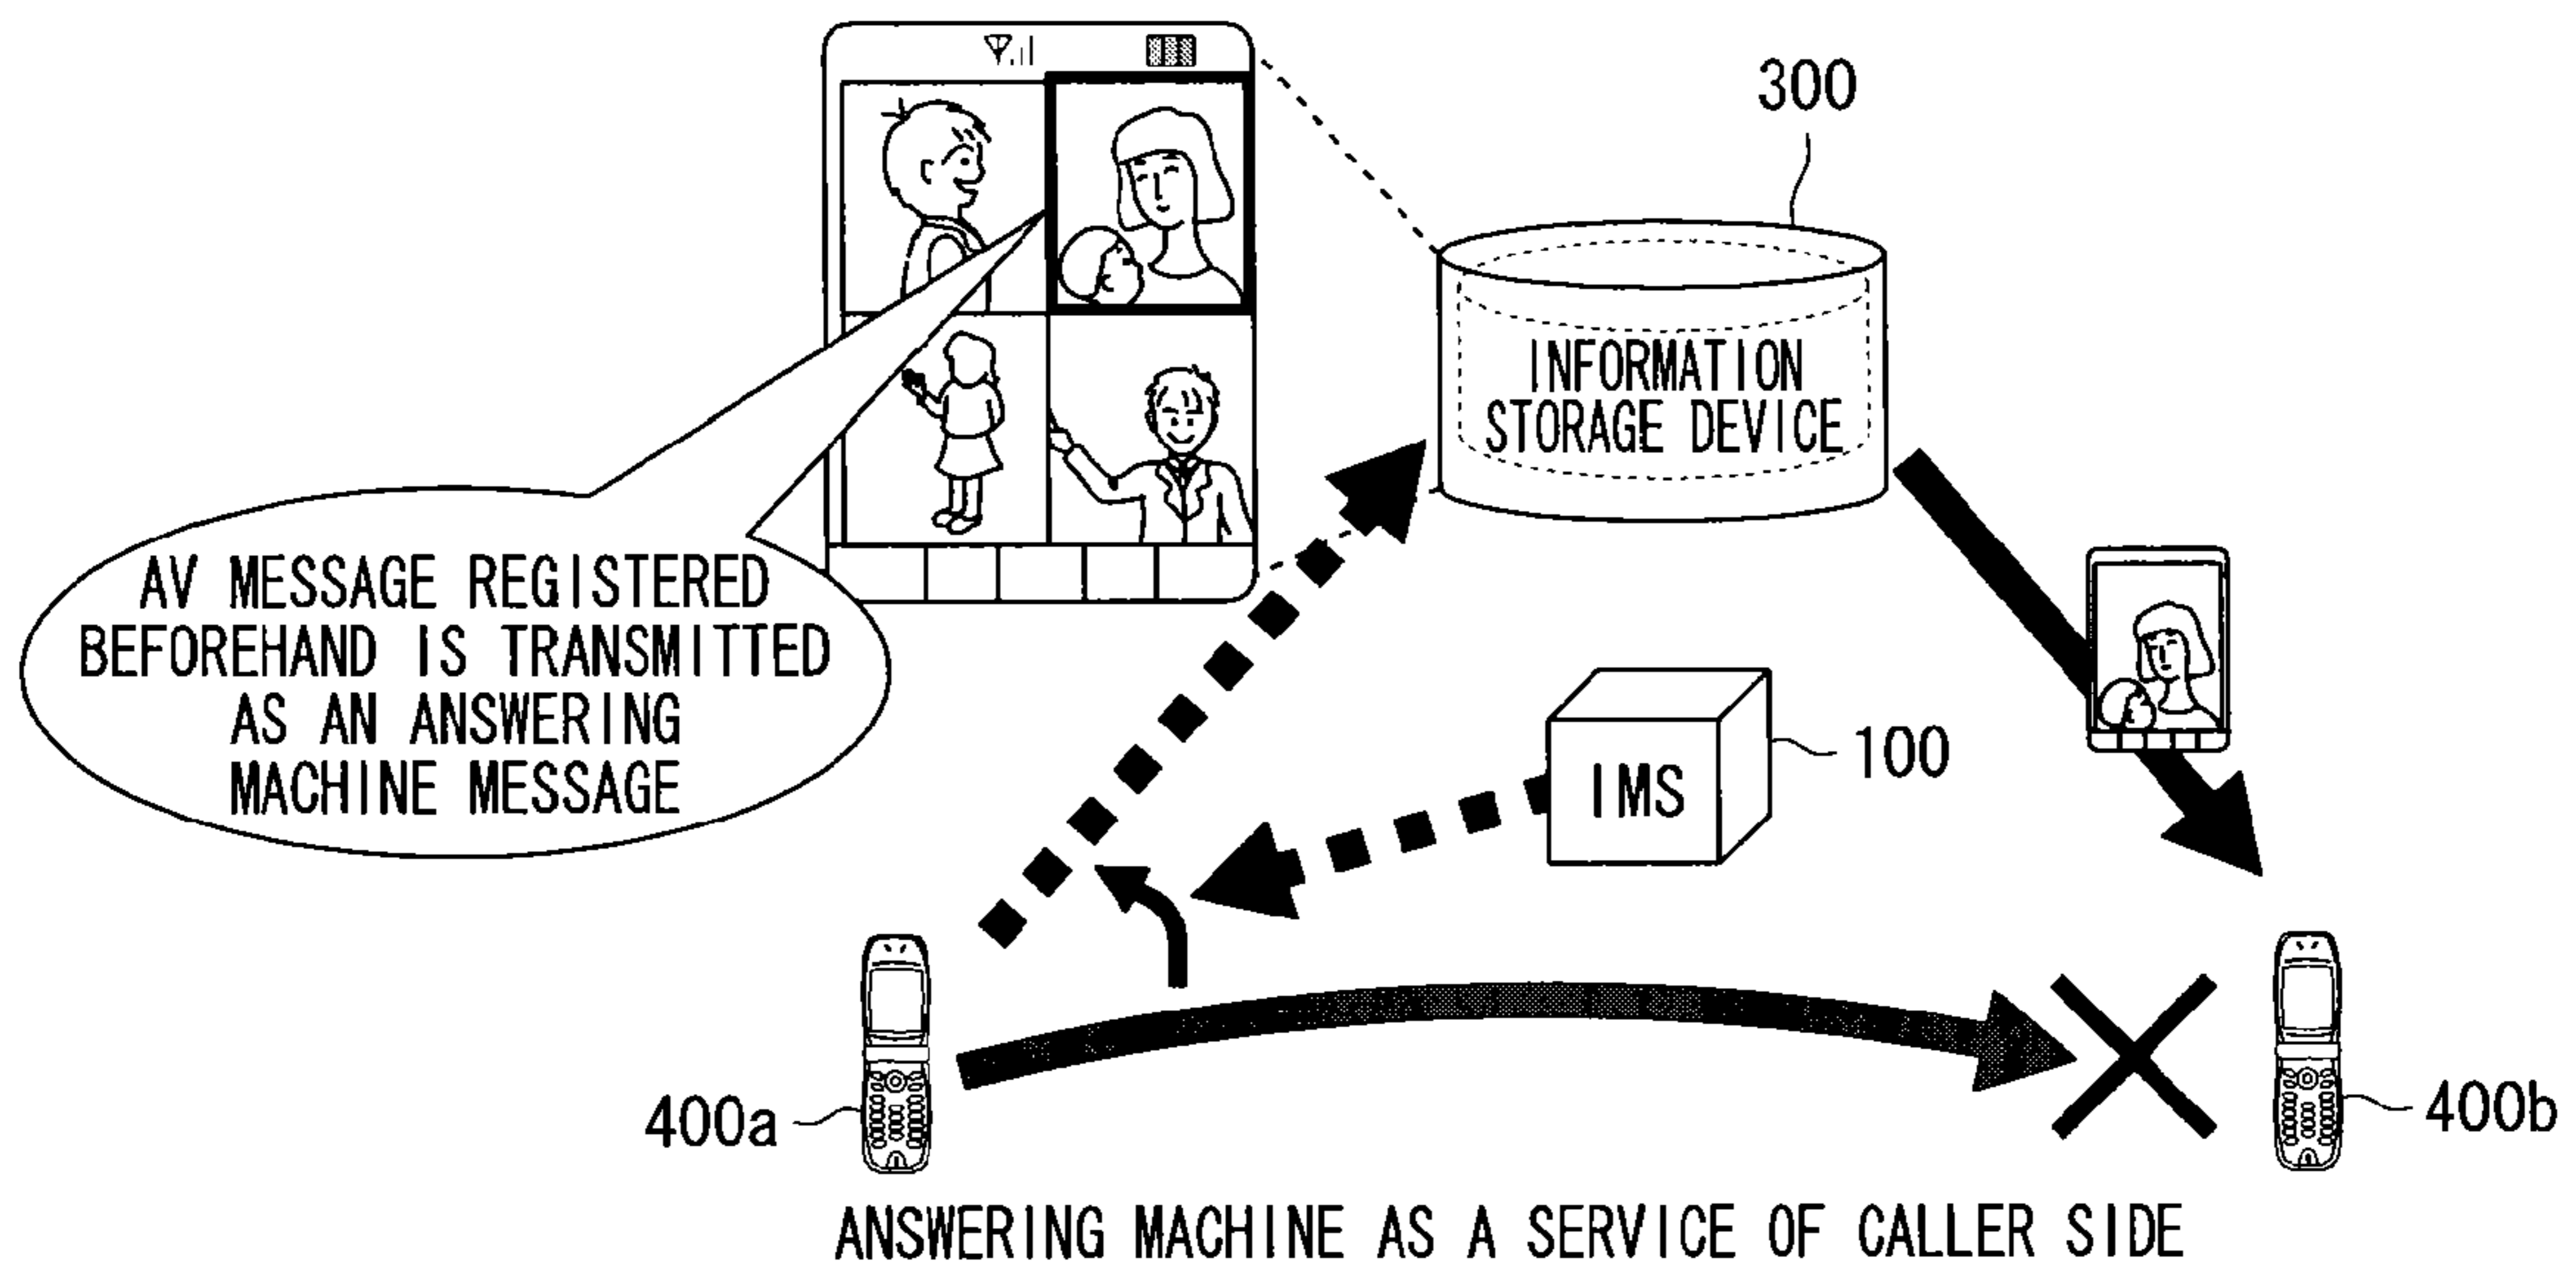 300
INFORMATION
STORAGE DEVICE
AV MESSAGE REGISTERED
BEFOREHAND IS TRANSMITTED
AS AN ANSWERING
MACHINE MESSAGE
IMS
100
400a
400b
ANSWERING MACHINE AS A SERVICE OF CALLER SIDE